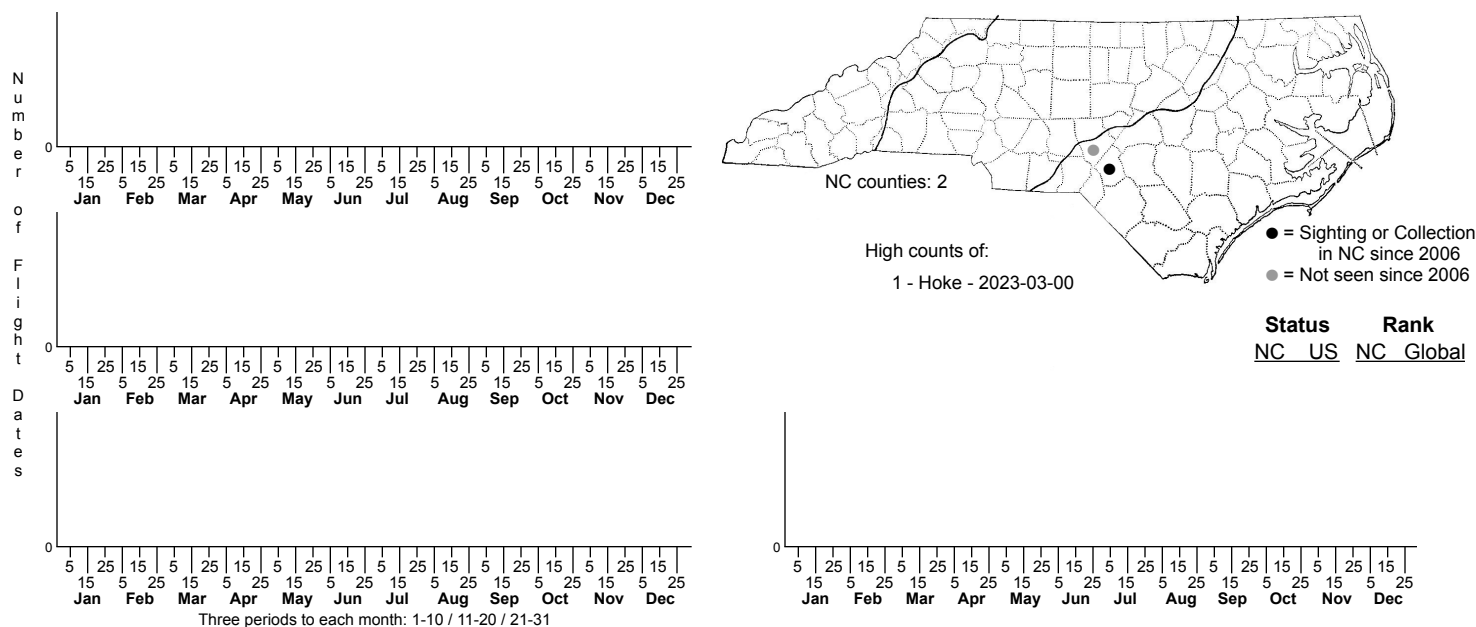 Number of Flight Dates
0
5 15 25 5 15 25 5 15 25 5 15 25 5 15 25 5 15 25 5 15 25 5 15 25 5 15 25 5 15 25 5 15 25 5 15 25
Jan Feb Mar Apr May Jun Jul Aug Sep Oct Nov Dec
0
5 15 25 5 15 25 5 15 25 5 15 25 5 15 25 5 15 25 5 15 25 5 15 25 5 15 25 5 15 25 5 15 25 5 15 25
Jan Feb Mar Apr May Jun Jul Aug Sep Oct Nov Dec
0
5 15 25 5 15 25 5 15 25 5 15 25 5 15 25 5 15 25 5 15 25 5 15 25 5 15 25 5 15 25 5 15 25 5 15 25
Jan Feb Mar Apr May Jun Jul Aug Sep Oct Nov Dec
Three periods to each month: 1-10 / 11-20 / 21-31
NC counties: 2
High counts of:
1 - Hoke - 2023-03-00
= Sighting or Collection
in NC since 2006
= Not seen since 2006
Status Rank
NC US NC Global
0
5 15 25 5 15 25 5 15 25 5 15 25 5 15 25 5 15 25 5 15 25 5 15 25 5 15 25 5 15 25 5 15 25 5 15 25
Jan Feb Mar Apr May Jun Jul Aug Sep Oct Nov Dec